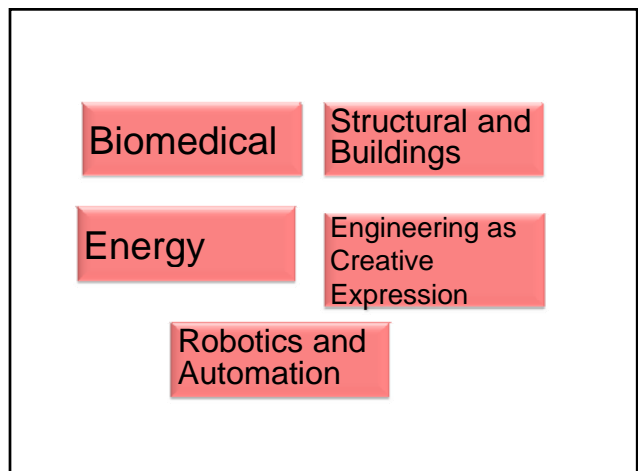 Biomedical
Structural and
Buildings
Energy
Engineering as
Creative
Expression
Robotics and
Automation